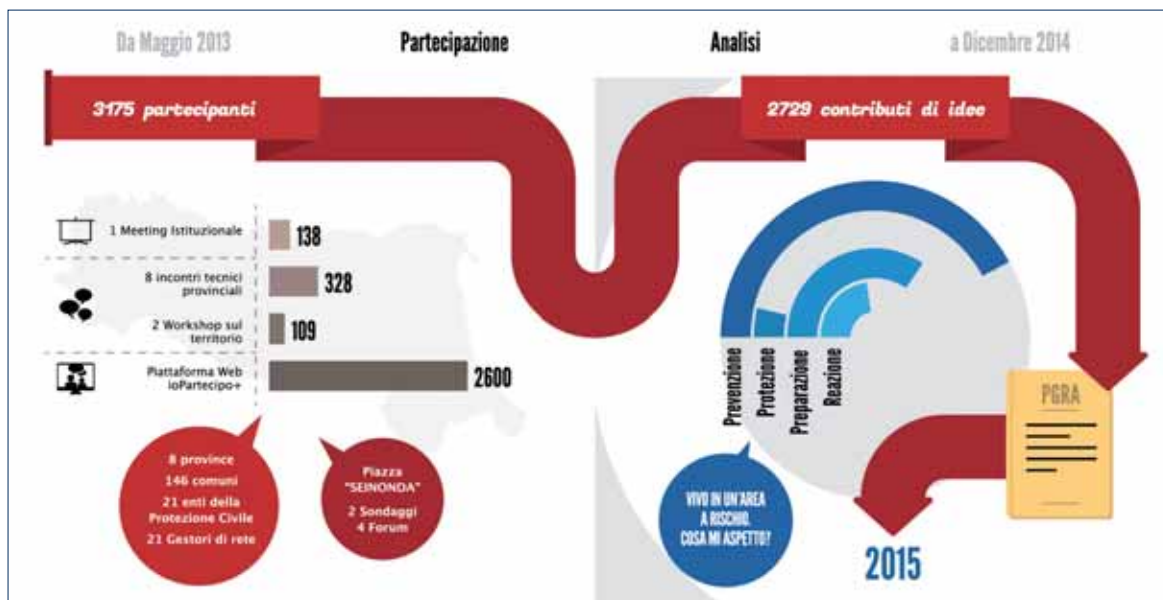 Da Maggio 2013
Partecipazione
Analisi
a Dicembre 2014
3175 partecipanti
2729 contributi di idee
1 Meeting Istituzionale
138
8 incontri tecnici
provinciali
328
2 Workshop sul
territorio
109
Piattaforma Web
ioPartecipo+
2600
8 province
146 comuni
21 enti della
Protezione Civile
21 Gestori di rete
Piazza
"SEINONDA"
2 Sondaggi
4 Forum
Prevenzione
Protezione
Preparazione
Reazione
VIVO IN UN'AREA
A RISCHIO.
COSA MI ASPETTO?
PGRA
2015